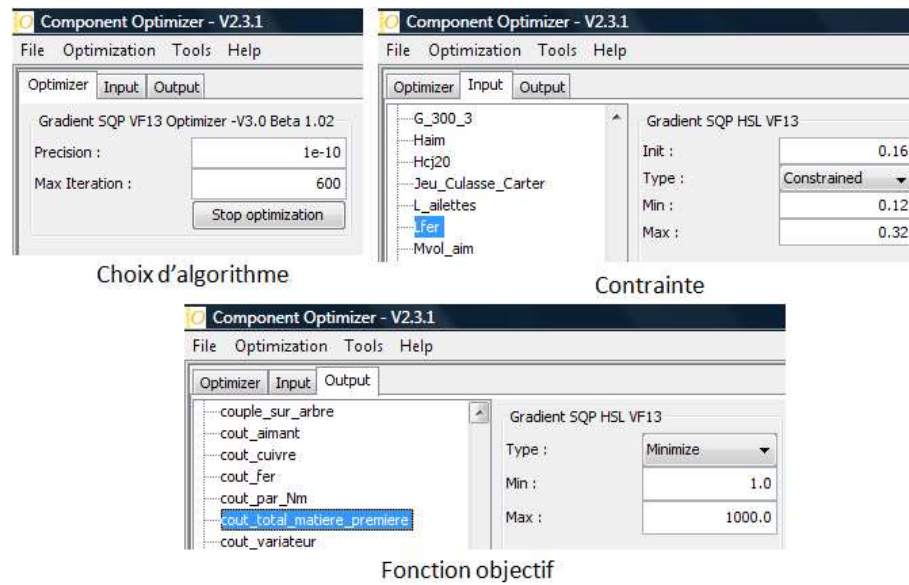 Component Optimizer - V2.3.1
File Optimization Tools Help
Optimizer Input Output
Gradient SQP VF13 Optimizer -V3.0 Beta 1.02
Precision : 1e-10
Max Iteration : 600
Stop optimization
Choix d'algorithme
Component Optimizer - V2.3.1
File Optimization Tools Help
Optimizer Input Output
G_300_3
Haim
Hcj20
Jeu_Culasse_Carter
L_ailettes
Lfer
Mvol_aim
Gradient SQP HSL VF13
Init : 0.16
Type : Constrained
Min : 0.12
Max : 0.32
Contrainte
Component Optimizer - V2.3.1
File Optimization Tools Help
Optimizer Input Output
couple_sur_arbre
cout_aimant
cout_cuivre
cout_fer
cout_par_Nm
cout_total_matiere_premiere
cout_variateur
Gradient SQP HSL VF13
Type : Minimize
Min : 1.0
Max : 1000.0
Fonction objectif